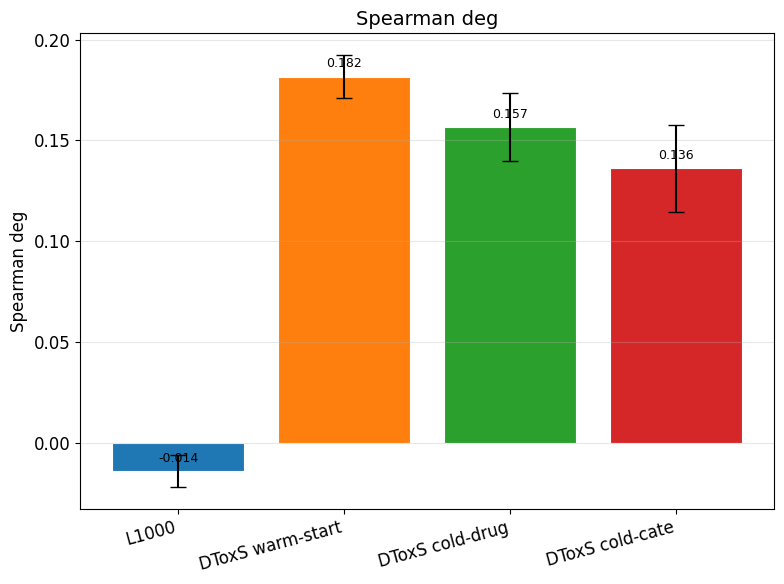 Spearman deg
Spearman deg
0.20
0.15
0.10
0.05
0.00
-0.014
0.182
0.157
0.136
L1000
DToxS warm-start
DToxS cold-drug
DToxS cold-cate